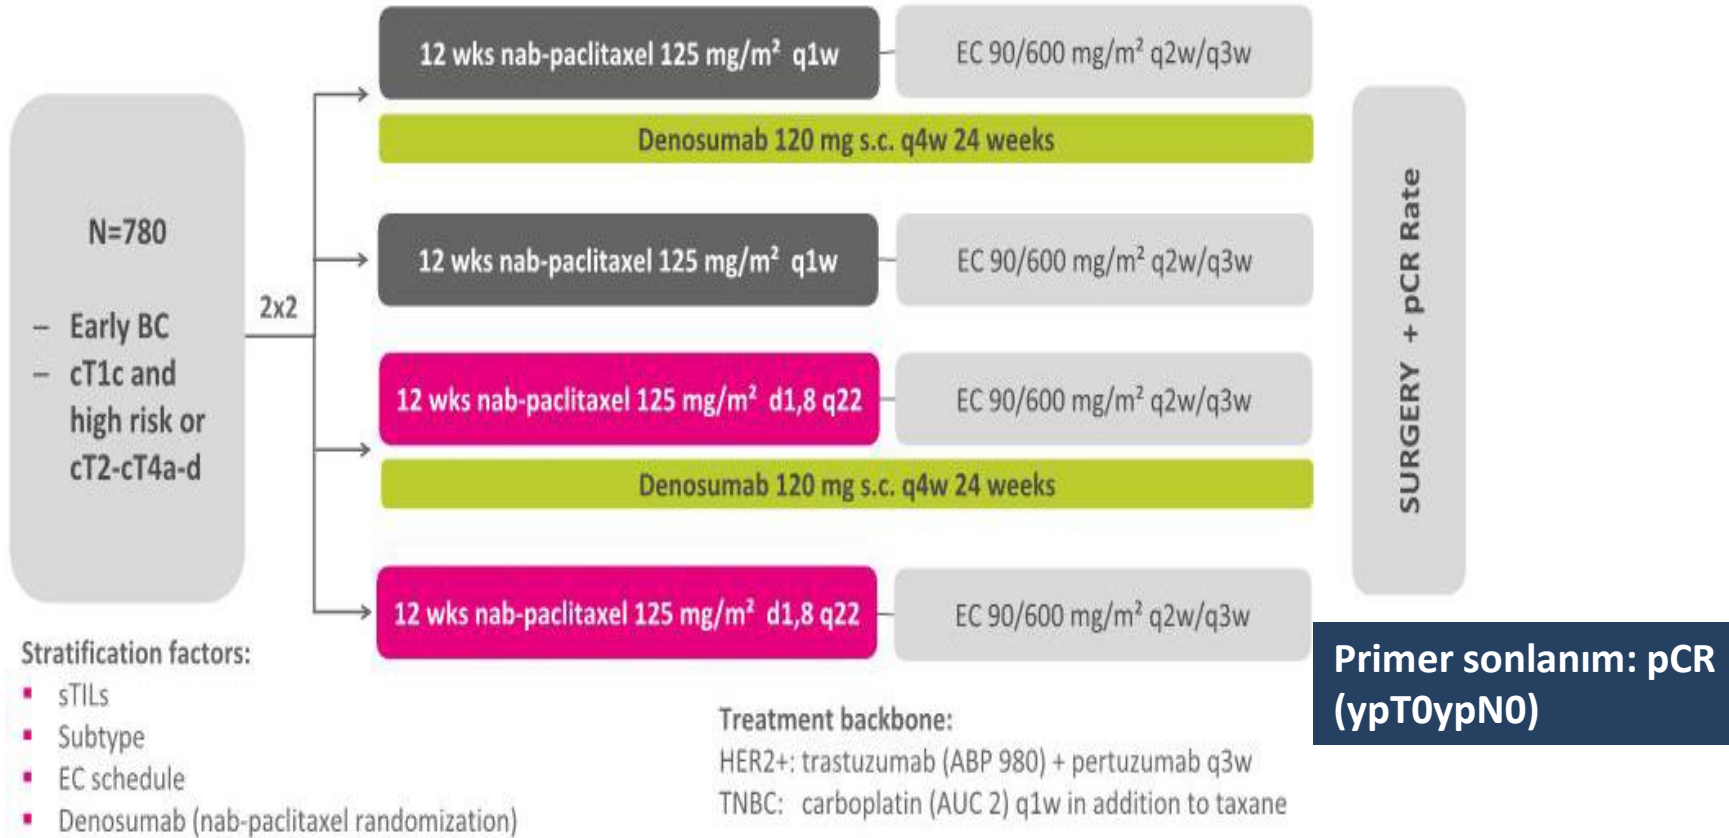 N=780
– Early BC
– cT1c and
high risk or
cT2-cT4a-d
2x2
12 wks nab-paclitaxel 125 mg/m² q1w
EC 90/600 mg/m² q2w/q3w
Denosumab 120 mg s.c. q4w 24 weeks
12 wks nab-paclitaxel 125 mg/m² q1w
EC 90/600 mg/m² q2w/q3w
12 wks nab-paclitaxel 125 mg/m² d1,8 q22
EC 90/600 mg/m² q2w/q3w
Denosumab 120 mg s.c. q4w 24 weeks
12 wks nab-paclitaxel 125 mg/m² d1,8 q22
EC 90/600 mg/m² q2w/q3w
SURGERY + pCR Rate
Stratification factors:
▪ sTILs
▪ Subtype
▪ EC schedule
▪ Denosumab (nab-paclitaxel randomization)
Treatment backbone:
HER2+: trastuzumab (ABP 980) + pertuzumab q3w
TNBC: carboplatin (AUC 2) q1w in addition to taxane
Primer sonlanım: pCR
(ypT0ypN0)